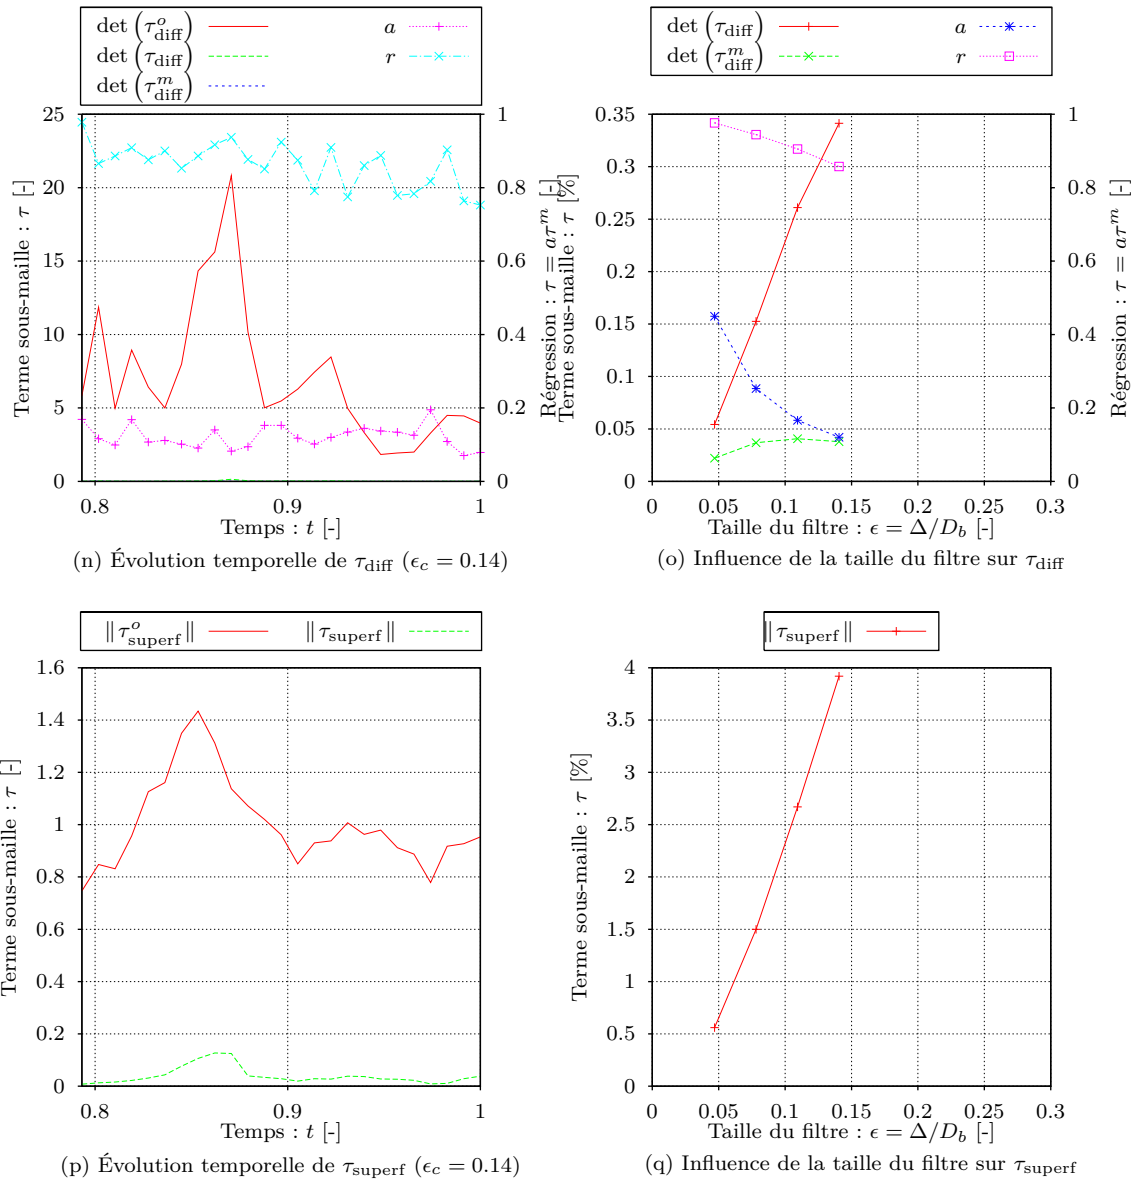 det (τ^o_diff)
det (τ_diff)
det (τ^m_diff)
a
r
25
20
15
10
5
0
1
0.8
0.6
0.4
0.2
0
0.8
0.9
1
Terme sous-maille : τ [-]
Régression : τ = aτ^m [-]
Temps : t [-]
(n) Évolution temporelle de τ_diff (ϵ_c = 0.14)
det (τ_diff)
det (τ^m_diff)
a
r
0.35
0.3
0.25
0.2
0.15
0.1
0.05
0
1
0.8
0.6
0.4
0.2
0
0
0.05
0.1
0.15
0.2
0.25
0.3
Terme sous-maille : τ [%]
Régression : τ = aτ^m [-]
Taille du filtre : ϵ = Δ/D_b [-]
(o) Influence de la taille du filtre sur τ_diff
‖τ^o_superf‖
‖τ_superf‖
1.6
1.4
1.2
1
0.8
0.6
0.4
0.2
0
0.8
0.9
1
Terme sous-maille : τ [-]
Temps : t [-]
(p) Évolution temporelle de τ_superf (ϵ_c = 0.14)
‖τ_superf‖
4
3.5
3
2.5
2
1.5
1
0.5
0
0
0.05
0.1
0.15
0.2
0.25
0.3
Terme sous-maille : τ [%]
Taille du filtre : ϵ = Δ/D_b [-]
(q) Influence de la taille du filtre sur τ_superf